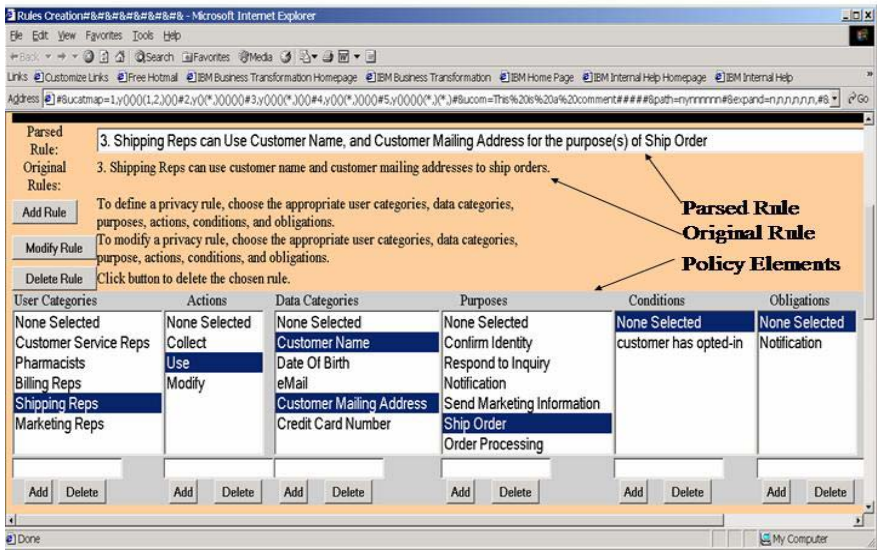 Rules Creation#&#&#&#&#&#&#& - Microsoft Internet Explorer
File Edit View Favorites Tools Help
Back Search Favorites Media
Links Customize Links Free Hotmail IBM Business Transformation Homepage IBM Business Transformation IBM Home Page IBM Internal Help Homepage IBM Internal Help »
Address Go
Parsed Rule: 3. Shipping Reps can Use Customer Name, and Customer Mailing Address for the purpose(s) of Ship Order
Original Rules: 3. Shipping Reps can use customer name and customer mailing addresses to ship orders.
Parsed Rule
Original Rule
Policy Elements
Add Rule To define a privacy rule, choose the appropriate user categories, data categories,
purposes, actions, conditions, and obligations.
Modify Rule To modify a privacy rule, choose the appropriate user categories, data categories,
purpose, actions, conditions, and obligations.
Delete Rule Click button to delete the chosen rule.
User Categories Actions Data Categories Purposes Conditions Obligations
None Selected None Selected None Selected None Selected None Selected None Selected
Customer Service Reps Collect Customer Name Confirm Identity customer has opted-in Notification
Pharmacists Use Date Of Birth Respond to Inquiry
Billing Reps Modify eMail Notification
Shipping Reps Customer Mailing Address Send Marketing Information
Marketing Reps Credit Card Number Ship Order
Order Processing
Add Delete Add Delete Add Delete Add Delete Add Delete Add Delete
Done My Computer